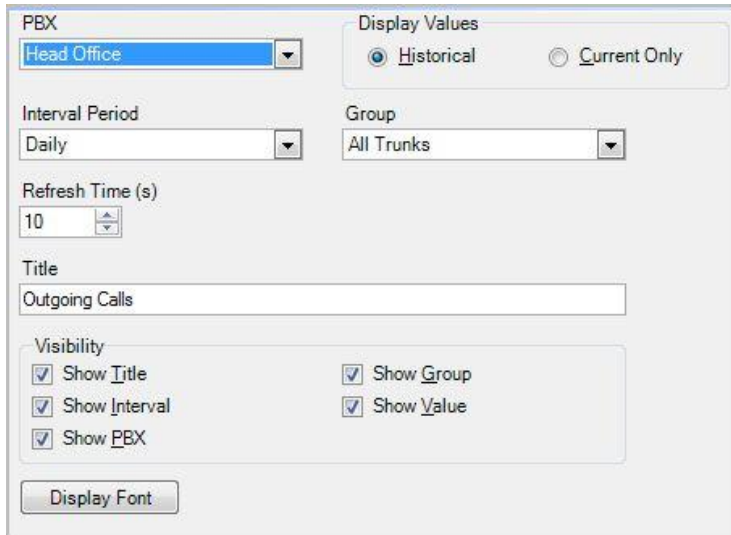 PBX
Display Values
Head Office
Historical
Current Only
Interval Period
Group
Daily
All Trunks
Refresh Time (s)
10
Title
Outgoing Calls
Visibility
Show Title
Show Group
Show Interval
Show Value
Show PBX
Display Font